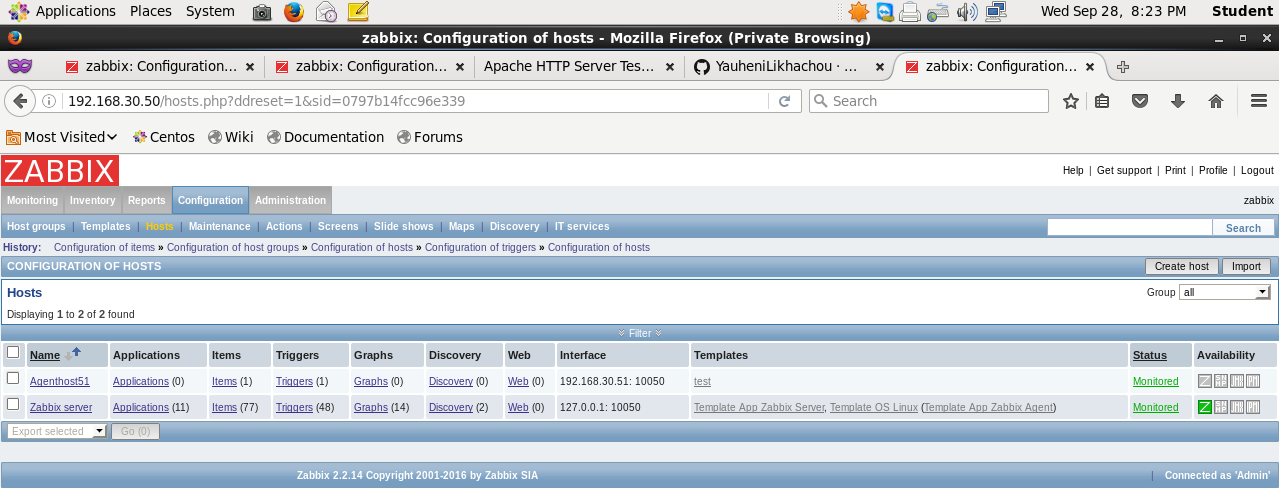 Applications Places System Wed Sep 28, 8:23 PM Student
zabbix: Configuration of hosts - Mozilla Firefox (Private Browsing)
zabbix: Configuration... × zabbix: Configuration... × Apache HTTP Server Tes... × YauheniLikhachou · ... × zabbix: Configuration... ×
192.168.30.50/hosts.php?ddreset=1&sid=0797b14fcc96e339 Search
Most Visited Centos Wiki Documentation Forums
ZABBIX
Help | Get support | Print | Profile | Logout
Monitoring Inventory Reports Configuration Administration zabbix
Host groups | Templates | Hosts | Maintenance | Actions | Screens | Slide shows | Maps | Discovery | IT services Search
History: Configuration of items » Configuration of host groups » Configuration of hosts » Configuration of triggers » Configuration of hosts
CONFIGURATION OF HOSTS Create host Import
Hosts Group all
Displaying 1 to 2 of 2 found
Filter
Name Applications Items Triggers Graphs Discovery Web Interface Templates Status Availability
Agenthost51 Applications (0) Items (1) Triggers (1) Graphs (0) Discovery (0) Web (0) 192.168.30.51: 10050 test Monitored
Zabbix server Applications (11) Items (77) Triggers (48) Graphs (14) Discovery (2) Web (0) 127.0.0.1: 10050 Template App Zabbix Server, Template OS Linux (Template App Zabbix Agent) Monitored
Export selected Go (0)
Zabbix 2.2.14 Copyright 2001-2016 by Zabbix SIA | Connected as 'Admin'